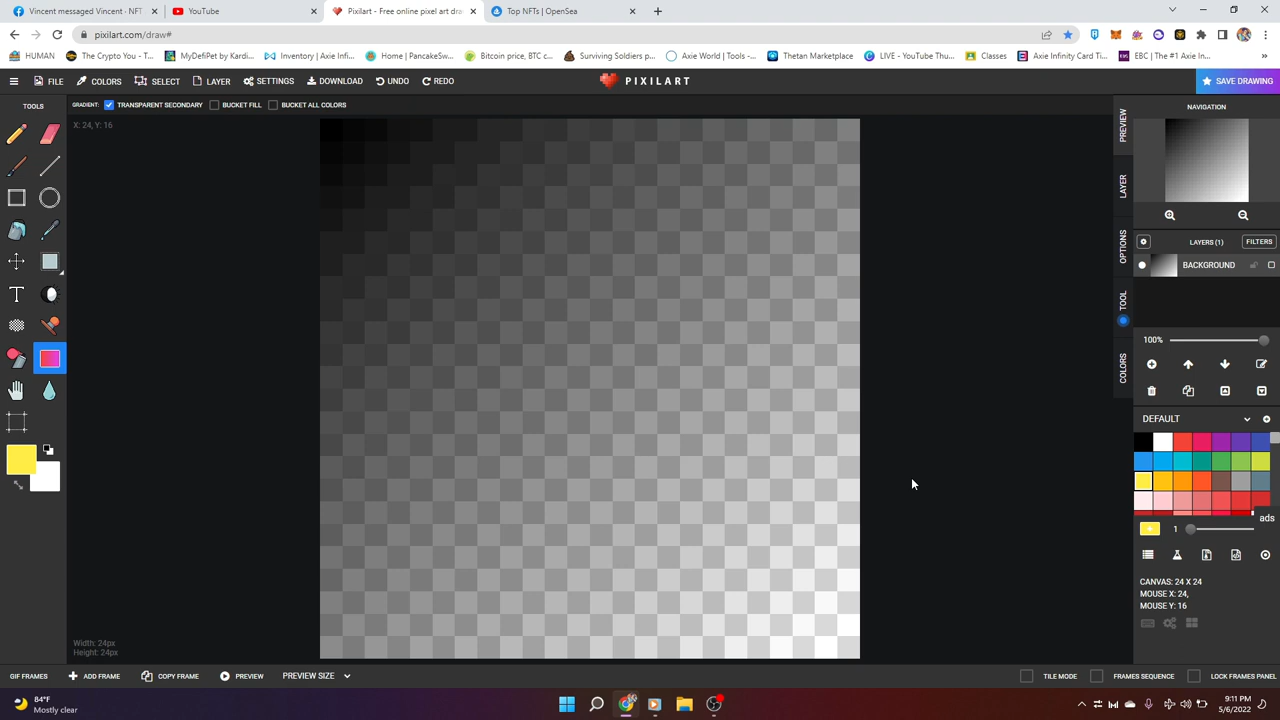 Vincent messaged Vincent - NFT
YouTube
Pixilart - Free online pixel art dra
Top NFTs | OpenSea
pixilart.com/draw#
HUMAN
The Crypto You - T...
MyDefiPet by Kardi...
Inventory | Axie Infi...
Home | PancakeSw...
Bitcoin price, BTC c...
Surviving Soldiers p...
Axie World | Tools -...
Thetan Marketplace
LIVE - YouTube Thu...
Classes
Axie Infinity Card Ti...
EBC | The #1 Axie In...
FILE
COLORS
SELECT
LAYER
SETTINGS
DOWNLOAD
UNDO
REDO
PIXILART
SAVE DRAWING
TOOLS
GRADIENT:
TRANSPARENT SECONDARY
BUCKET FILL
BUCKET ALL COLORS
X: 24, Y: 16
NAVIGATION
PREVIEW
LAYER
OPTIONS
TOOL
COLORS
LAYERS (1)
FILTERS
BACKGROUND
100%
DEFAULT
ads
1
CANVAS: 24 X 24
MOUSE X: 24,
MOUSE Y: 16
Width: 24px
Height: 24px
GIF FRAMES
ADD FRAME
COPY FRAME
PREVIEW
PREVIEW SIZE
TILE MODE
FRAMES SEQUENCE
LOCK FRAMES PANEL
84°F
Mostly clear
9:11 PM
5/6/2022